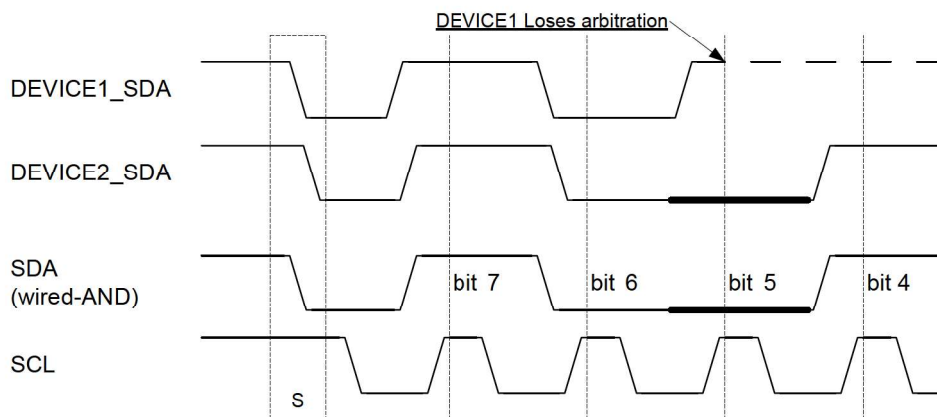 DEVICE1 Loses arbitration
DEVICE1_SDA
DEVICE2_SDA
SDA
(wired-AND)
bit 7
bit 6
bit 5
bit 4
SCL
S